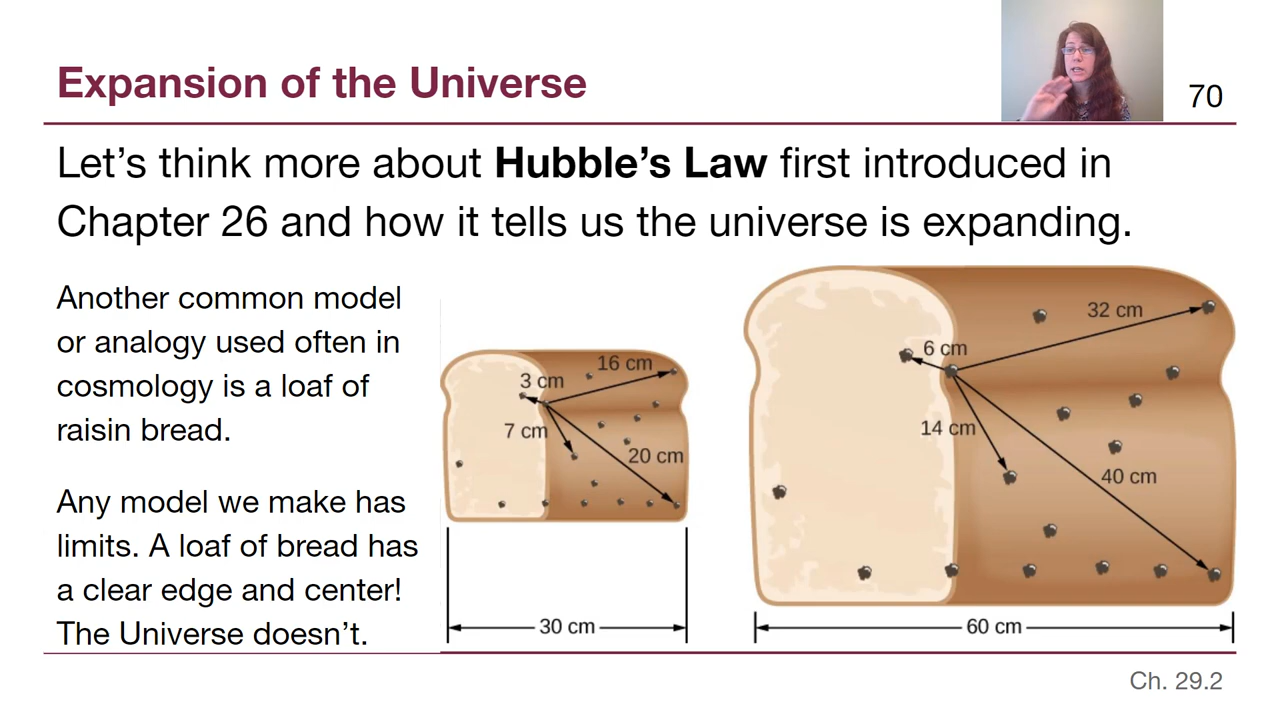 Expansion of the Universe
70
Let's think more about Hubble's Law first introduced in
Chapter 26 and how it tells us the universe is expanding.
Another common model
or analogy used often in
cosmology is a loaf of
raisin bread.
Any model we make has
limits. A loaf of bread has
a clear edge and center!
The Universe doesn't.
16 cm
3 cm
7 cm
20 cm
30 cm
32 cm
6 cm
14 cm
40 cm
60 cm
Ch. 29.2